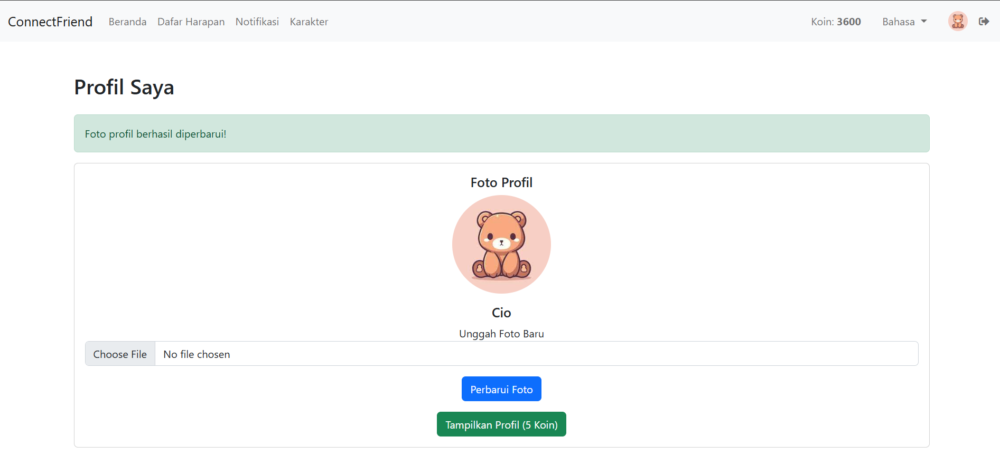 ConnectFriend Beranda Dafar Harapan Notifikasi Karakter Koin: 3600 Bahasa
Profil Saya
Foto profil berhasil diperbarui!
Foto Profil
Cio
Unggah Foto Baru
Choose File No file chosen
Perbarui Foto
Tampilkan Profil (5 Koin)